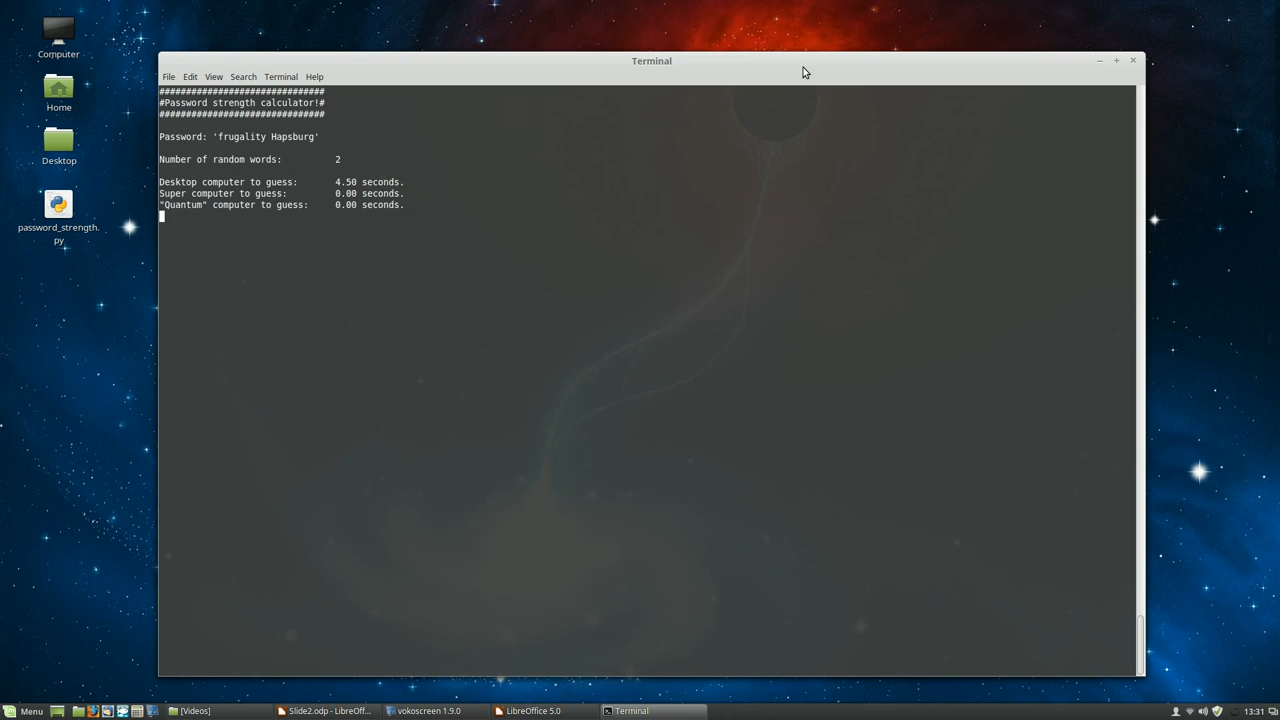 Computer
Home
Desktop
password_strength.
py
Terminal
File Edit View Search Terminal Help
###############################
#Password strength calculator!#
###############################
Password: 'frugality Hapsburg'
Number of random words: 2
Desktop computer to guess: 4.50 seconds.
Super computer to guess: 0.00 seconds.
"Quantum" computer to guess: 0.00 seconds.
Menu [Videos] Slide2.odp - LibreOff... vokoscreen 1.9.0 LibreOffice 5.0 Terminal 13:31